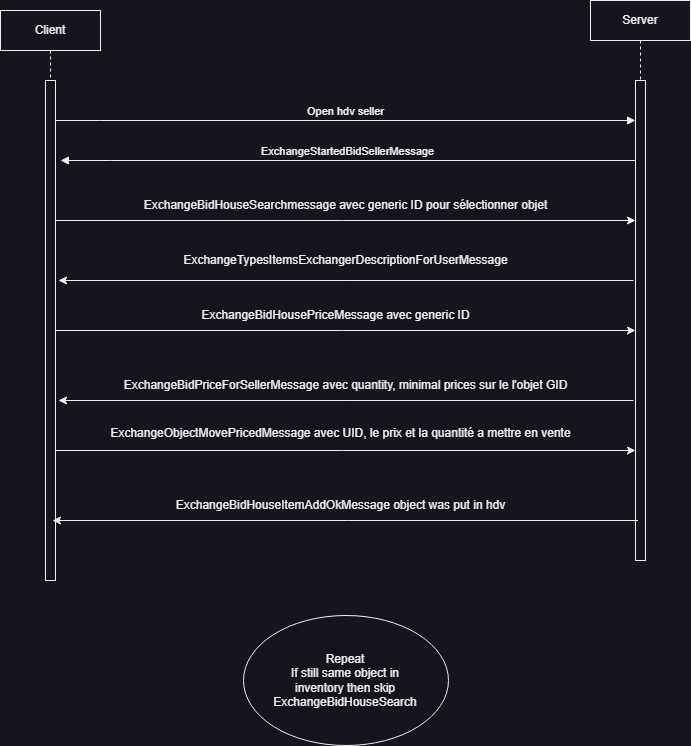 Client
Server
Open hdv seller
ExchangeStartedBidSellerMessage
ExchangeBidHouseSearchmessage avec generic ID pour sélectionner objet
ExchangeTypesItemsExchangerDescriptionForUserMessage
ExchangeBidHousePriceMessage avec generic ID
ExchangeBidPriceForSellerMessage avec quantity, minimal prices sur le l'objet GID
ExchangeObjectMovePricedMessage avec UID, le prix et la quantité a mettre en vente
ExchangeBidHouseItemAddOkMessage object was put in hdv
Repeat
If still same object in
inventory then skip
ExchangeBidHouseSearch